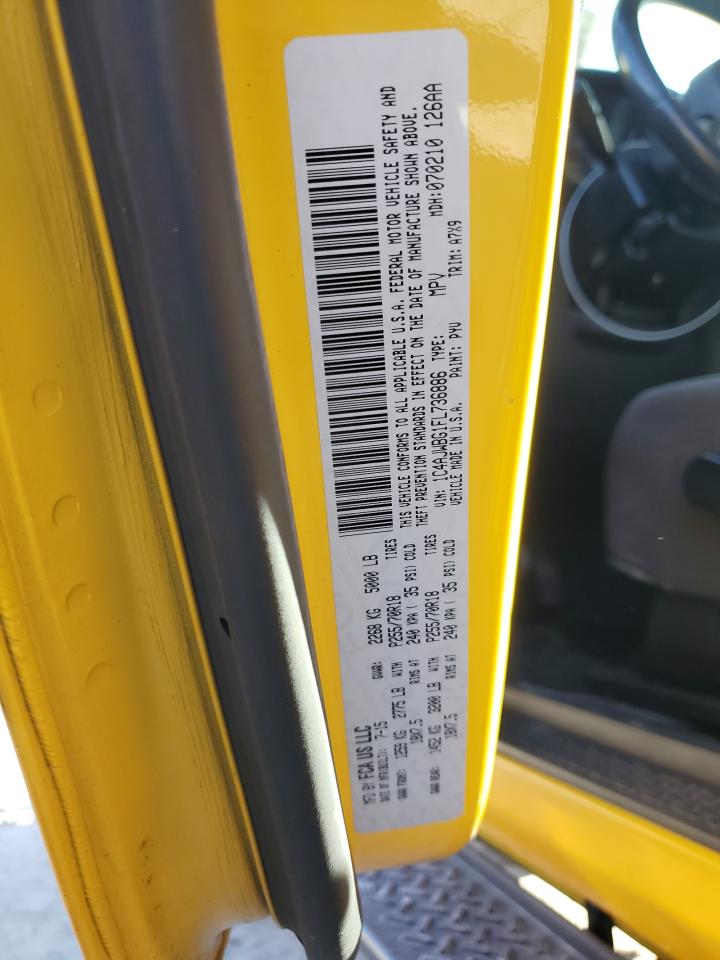 MFD BY FCA US LLC
DATE OF MFR(BUILT): 7-15 GVWR: 2268 KG 5000 LB
GAWR FRONT: 1259 KG 2775 LB WITH P255/70R18 TIRES
18X7.5 RIMS AT 240 KPA ( 35 PSI) COLD
GAWR REAR: 1452 KG 3200 LB WITH P255/70R18 TIRES
18X7.5 RIMS AT 240 KPA ( 35 PSI) COLD
THIS VEHICLE CONFORMS TO ALL APPLICABLE U.S.A. FEDERAL MOTOR VEHICLE SAFETY AND
THEFT PREVENTION STANDARDS IN EFFECT ON THE DATE OF MANUFACTURE SHOWN ABOVE.
VIN: 1C4AJWBG1FL736886 TYPE: MPV MDH:070210 126AA
VEHICLE MADE IN U.S.A. PAINT: PYV TRIM: A7X9